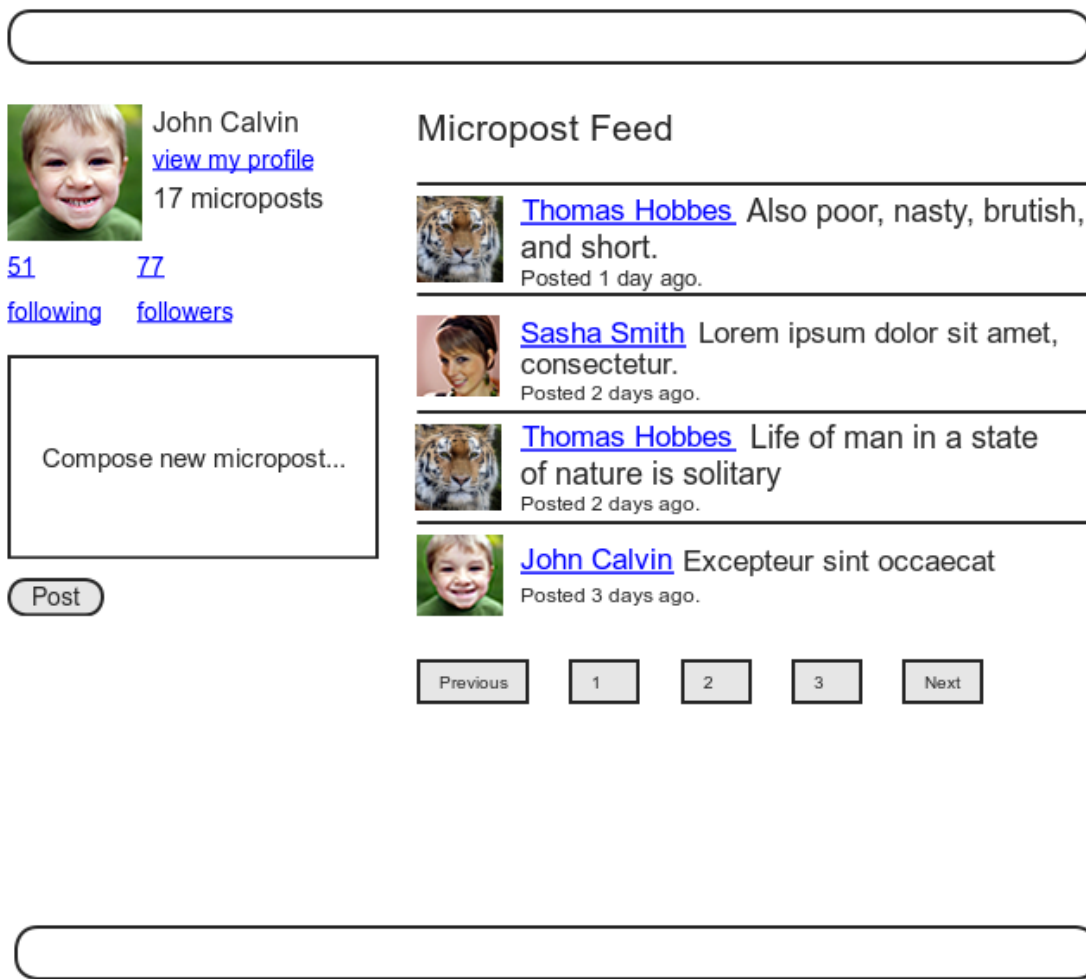 John Calvin
view my profile
17 microposts
51 77
following followers
Compose new micropost...
Post
Micropost Feed
Thomas Hobbes Also poor, nasty, brutish,
and short.
Posted 1 day ago.
Sasha Smith Lorem ipsum dolor sit amet,
consectetur.
Posted 2 days ago.
Thomas Hobbes Life of man in a state
of nature is solitary
Posted 2 days ago.
John Calvin Excepteur sint occaecat
Posted 3 days ago.
Previous 1 2 3 Next